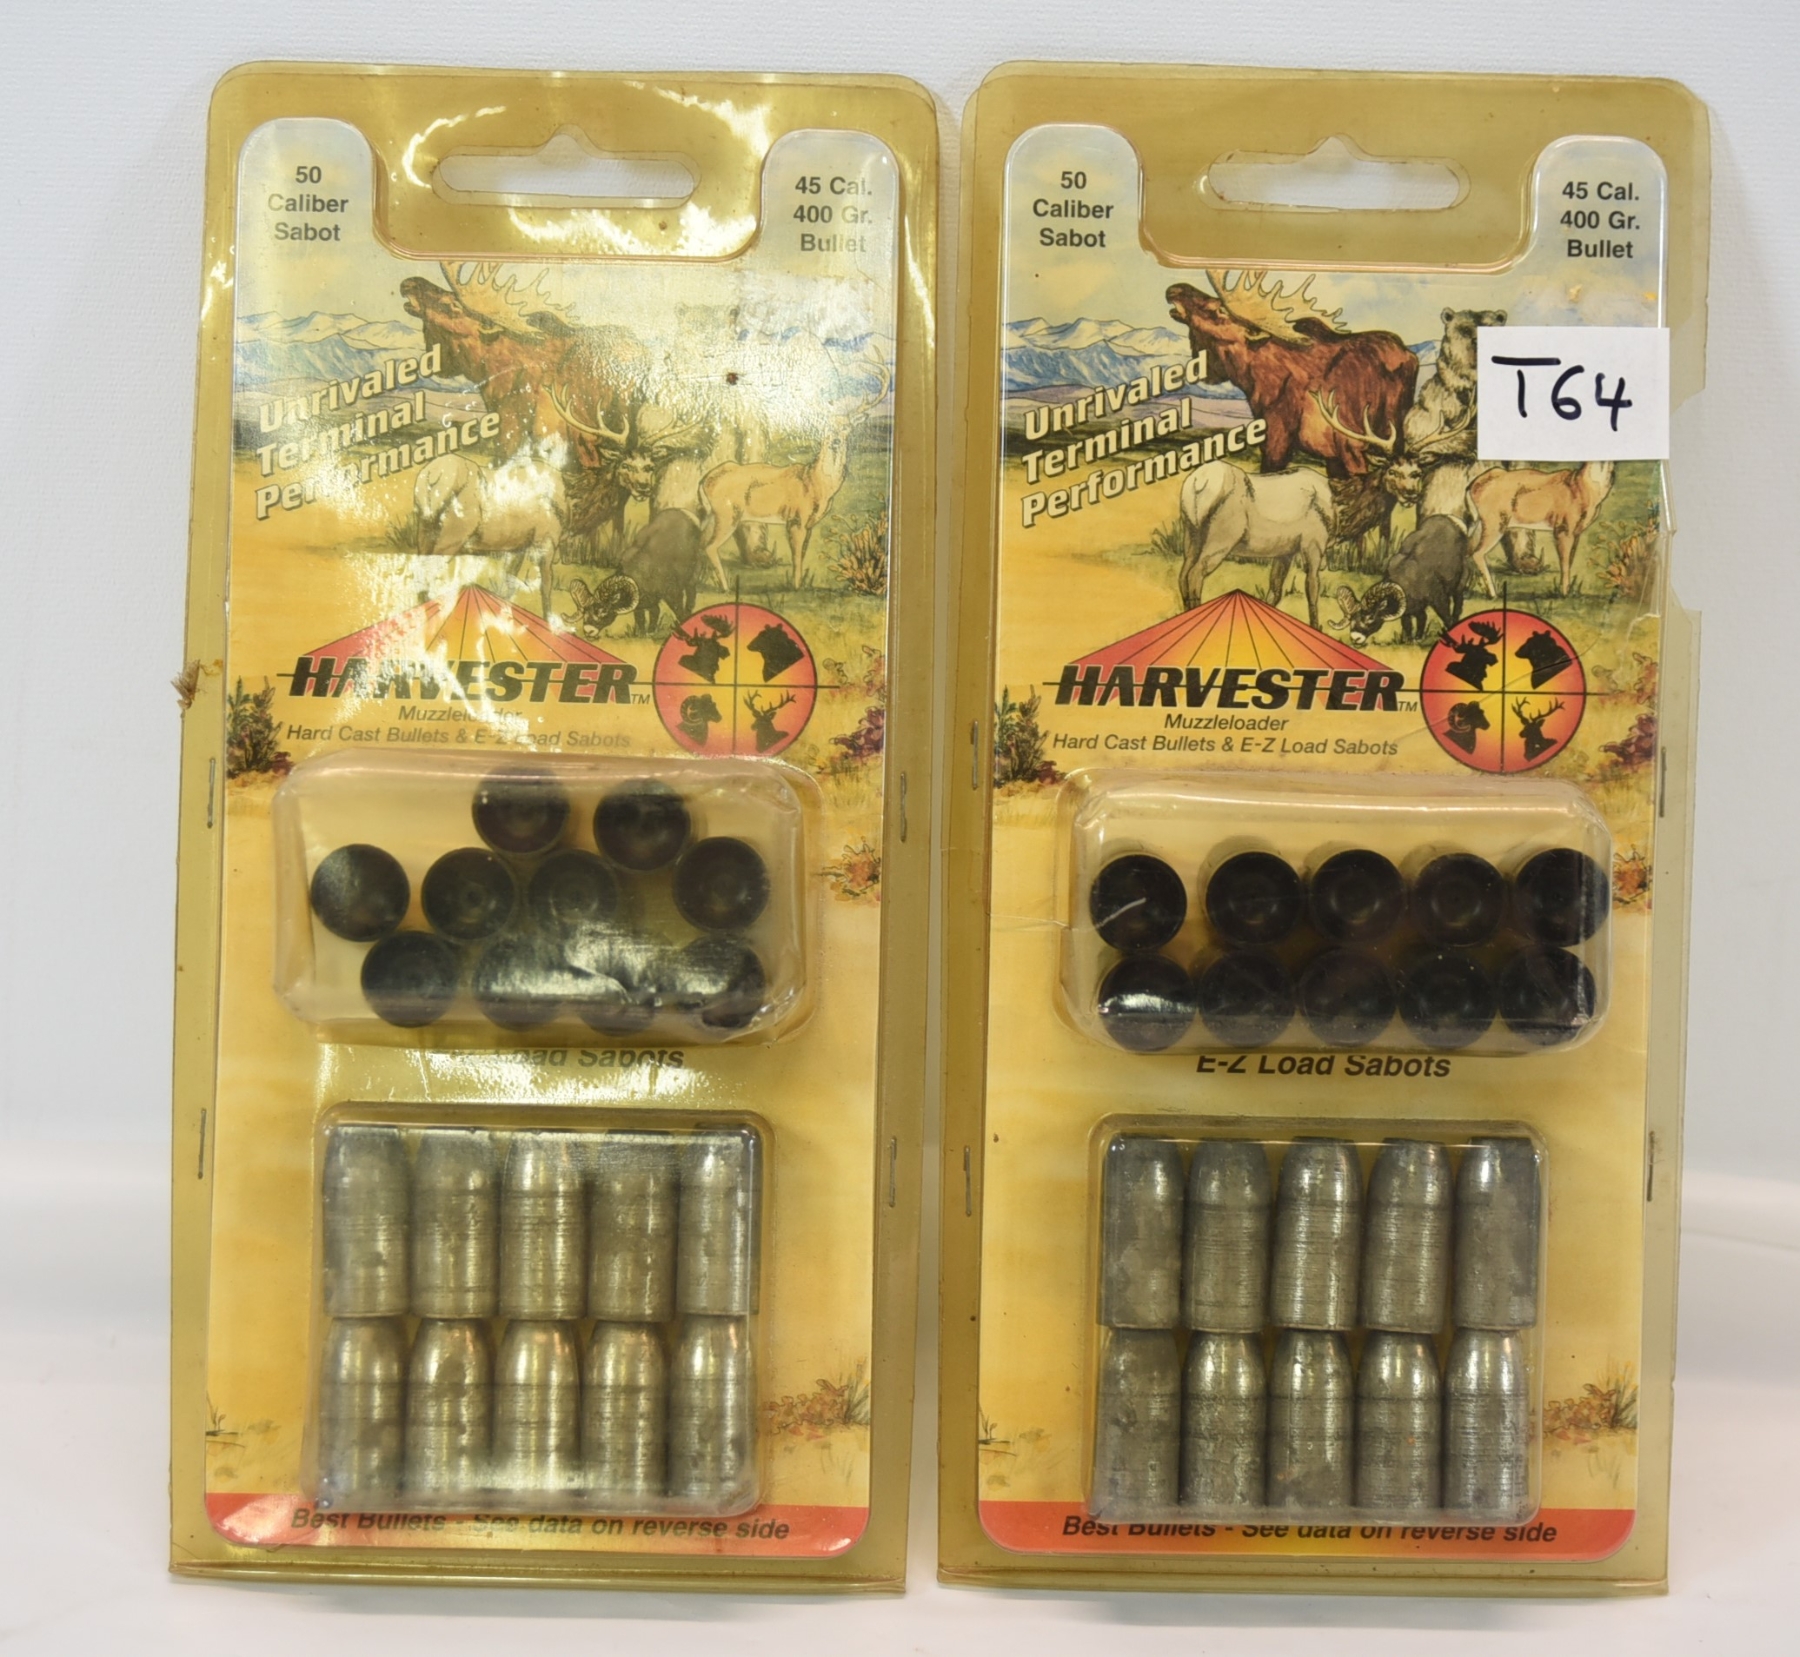 50
Caliber
Sabot
45 Cal.
400 Gr.
Bullet
Unrivaled
Terminal
Performance
HARVESTER™
Muzzleloader
Hard Cast Bullets & E-Z Load Sabots
Load Sabots
Best Bullets - See data on reverse side
50
Caliber
Sabot
45 Cal.
400 Gr.
Bullet
T64
Unrivaled
Terminal
Performance
HARVESTER™
Muzzleloader
Hard Cast Bullets & E-Z Load Sabots
E-Z Load Sabots
Best Bullets - See data on reverse side